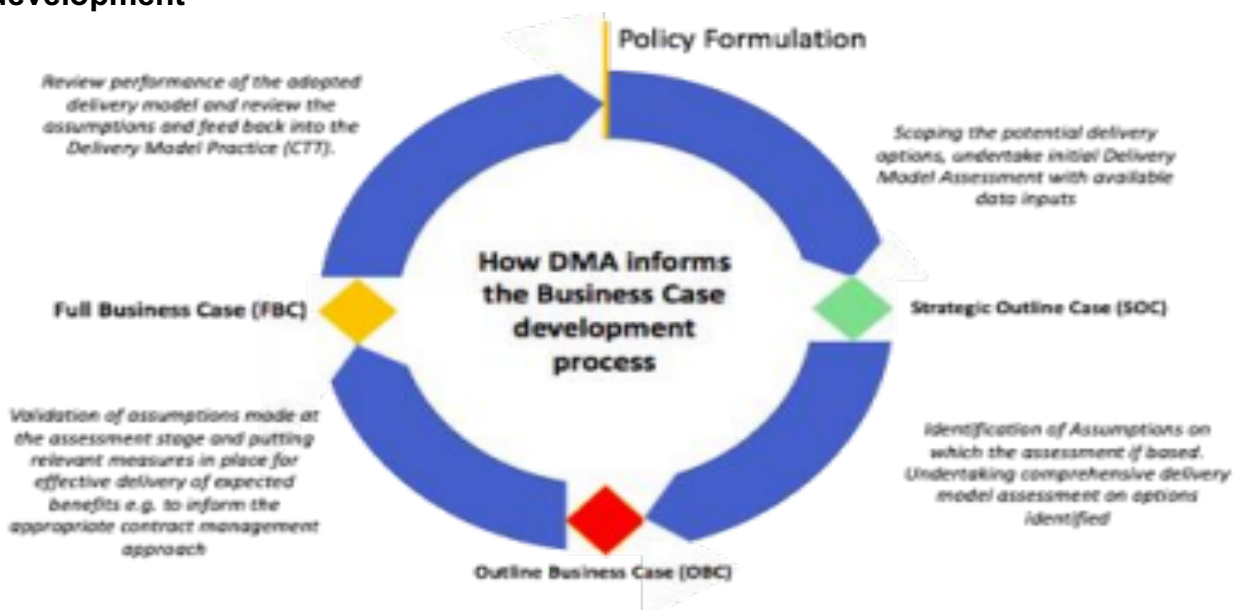 development
Policy Formulation
Review performance of the adopted
delivery model and review the
assumptions and feed back into the
Delivery Model Practice (CTT).
Scoping the potential delivery
options, undertake initial Delivery
Model Assessment with available
data inputs
How DMA informs
the Business Case
development
process
Full Business Case (FBC)
Strategic Outline Case (SOC)
Validation of assumptions made at
the assessment stage and putting
relevant measures in place for
effective delivery of expected
benefits e.g. to inform the
appropriate contract management
approach
Identification of Assumptions on
which the assessment if based.
Undertaking comprehensive delivery
model assessment on options
identified
Outline Business Case (OBC)